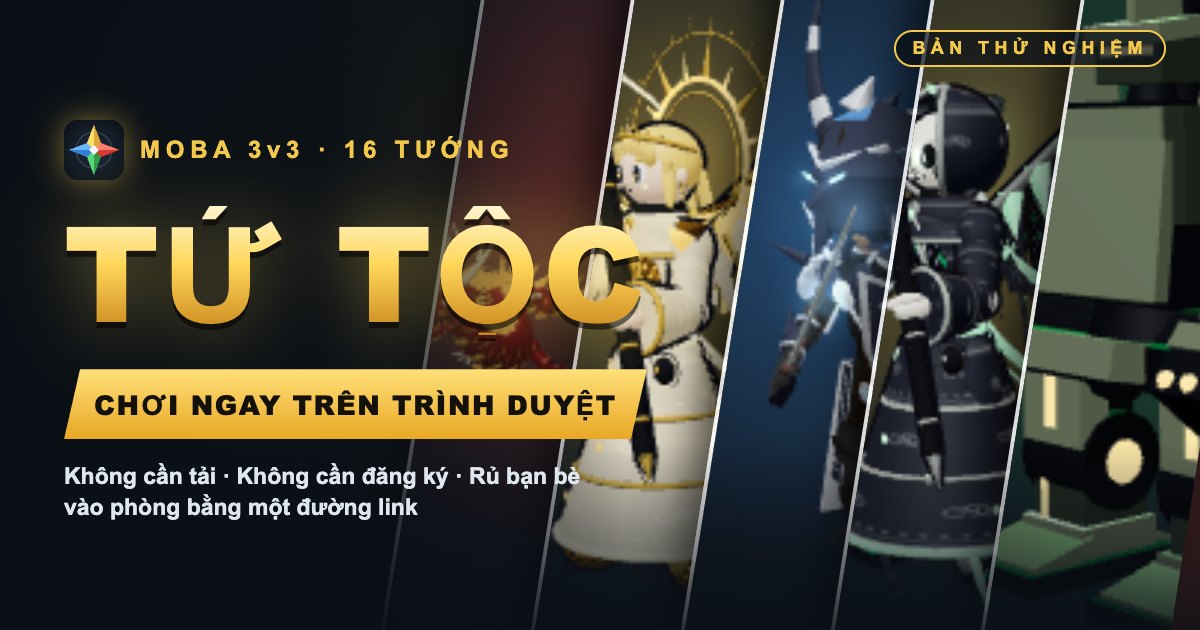 BẢN THỬ NGHIỆM
MOBA 3v3 · 16 TƯỚNG
TỨ TỘC
CHƠI NGAY TRÊN TRÌNH DUYỆT
Không cần tải · Không cần đăng ký · Rủ bạn bè
vào phòng bằng một đường link